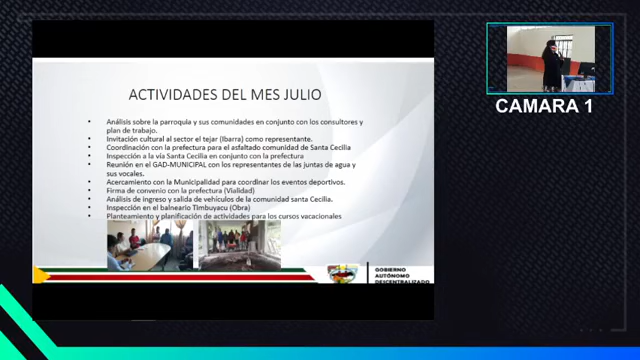 ACTIVIDADES DEL MES JULIO
• Análisis sobre la parroquia y sus comunidades en conjunto con los consultores y
plan de trabajo.
• Invitación cultural al sector el tejar (Ibarra) como representante.
• Coordinación con la prefectura para el asfaltado comunidad de Santa Cecilia
• Inspección a la vía Santa Cecilia en conjunto con la prefectura
• Reunión en el GAD-MUNICIPAL con los representantes de las juntas de agua y
sus vocales.
• Acercamiento con la Municipalidad para coordinar los eventos deportivos.
• Firma de convenio con la prefectura (Vialidad)
• Análisis de ingreso y salida de vehículos de la comunidad santa Cecilia.
• Inspección en el balneario Timbuyacu (Obra)
• Planteamiento y planificación de actividades para los cursos vacacionales
GOBIERNO
AUTÓNOMO
DESCENTRALIZADO
CAMARA 1